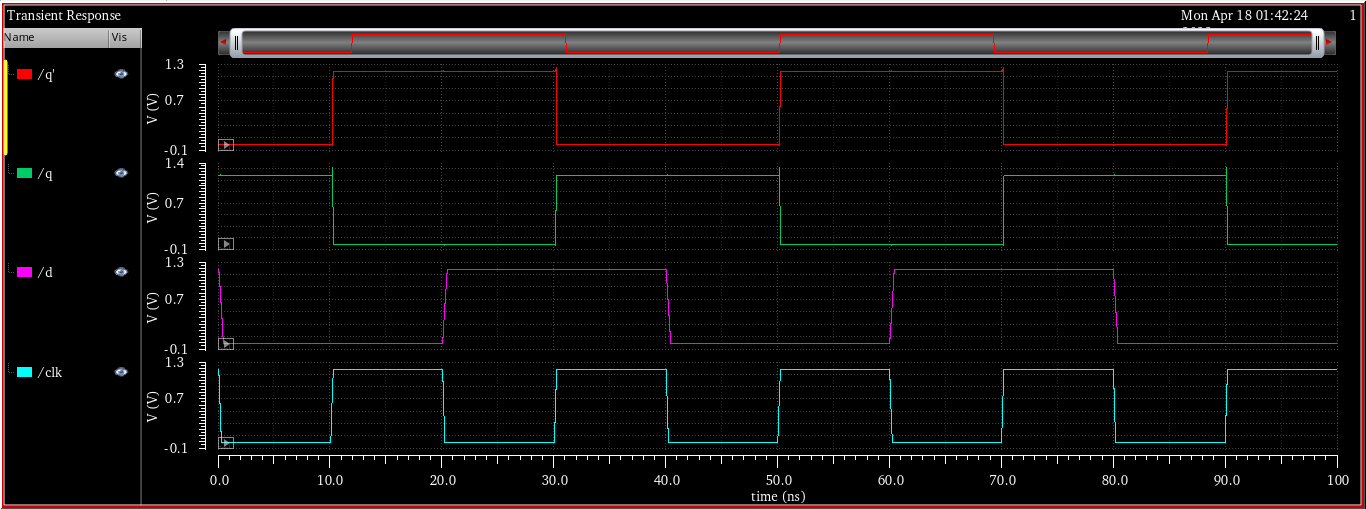 Transient Response
Mon Apr 18 01:42:24
1
Name
Vis
/q'
/q
/d
/clk
1.3
0.7
-0.1
V (V)
1.4
0.7
-0.1
V (V)
1.3
0.7
-0.1
V (V)
1.3
0.7
-0.1
V (V)
0.0 10.0 20.0 30.0 40.0 50.0 60.0 70.0 80.0 90.0 100
time (ns)